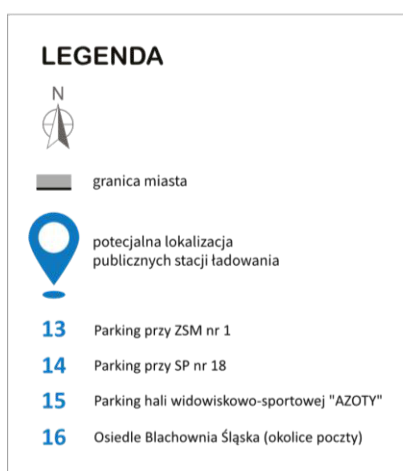 LEGENDA
N
granica miasta
potecjalna lokalizacja
publicznych stacji ładowania
13 Parking przy ZSM nr 1
14 Parking przy SP nr 18
15 Parking hali widowiskowo-sportowej "AZOTY"
16 Osiedle Blachownia Śląska (okolice poczty)